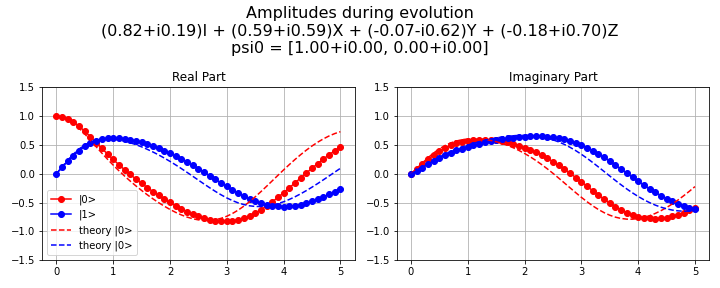 Amplitudes during evolution
(0.82+i0.19)I + (0.59+i0.59)X + (-0.07-i0.62)Y + (-0.18+i0.70)Z
psi0 = [1.00+i0.00, 0.00+i0.00]
Real Part
1.5
1.0
0.5
0.0
−0.5
−1.0
−1.5
|0>
|1>
theory |0>
theory |0>
0 1 2 3 4 5
Imaginary Part
1.5
1.0
0.5
0.0
−0.5
−1.0
−1.5
0 1 2 3 4 5